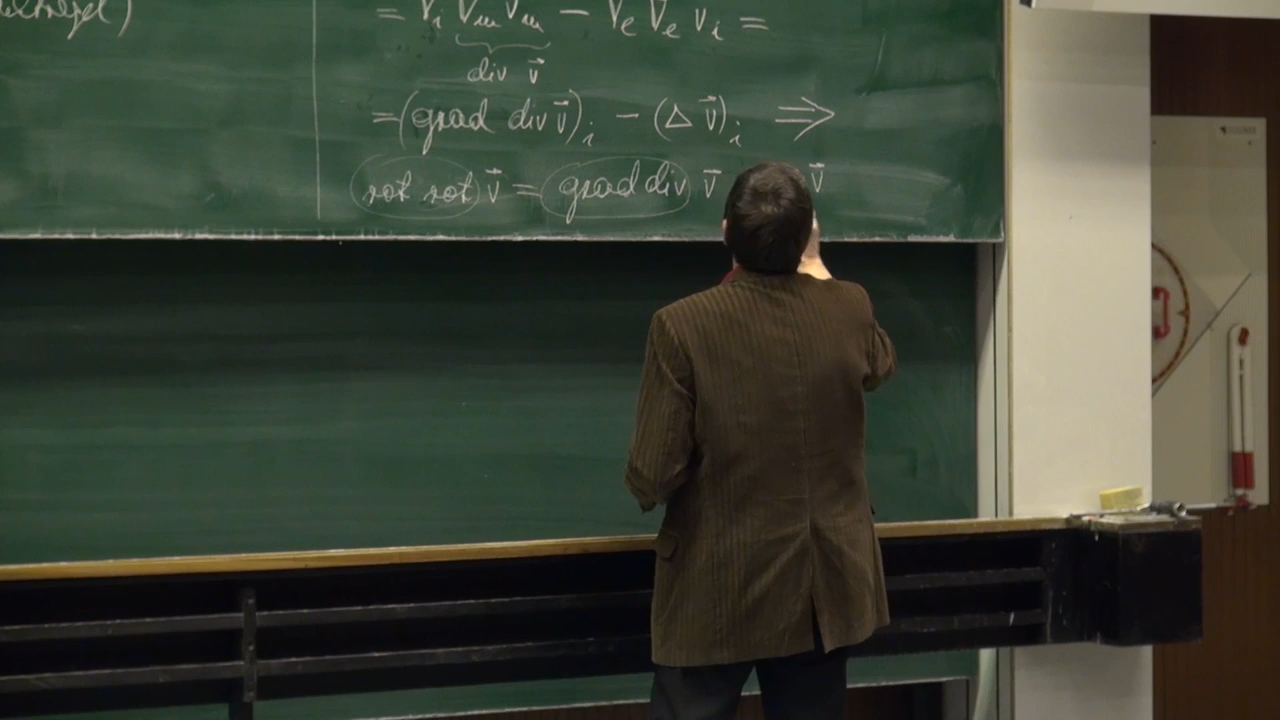 = ∇ᵢ ∇ₘ vₘ − ∇ₑ ∇ₑ vᵢ =
div v⃗
= (grad div v⃗)ᵢ − (Δ v⃗)ᵢ ⇒
rot rot v⃗ = grad div v⃗ v⃗